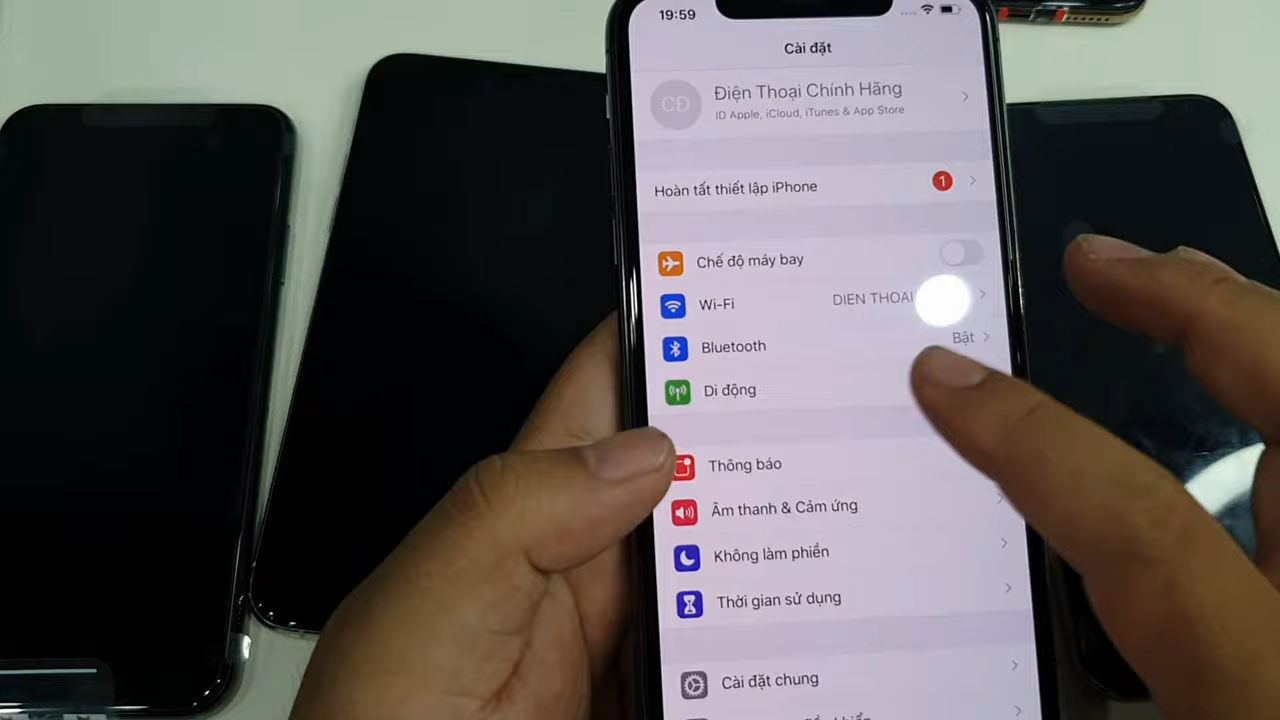 19:59
Cài đặt
CĐ
Điện Thoại Chính Hãng
ID Apple, iCloud, iTunes & App Store
Hoàn tất thiết lập iPhone
1
Chế độ máy bay
Wi-Fi
DIEN THOAI
Bluetooth
Bật
Di động
Thông báo
Âm thanh & Cảm ứng
Không làm phiền
Thời gian sử dụng
Cài đặt chung